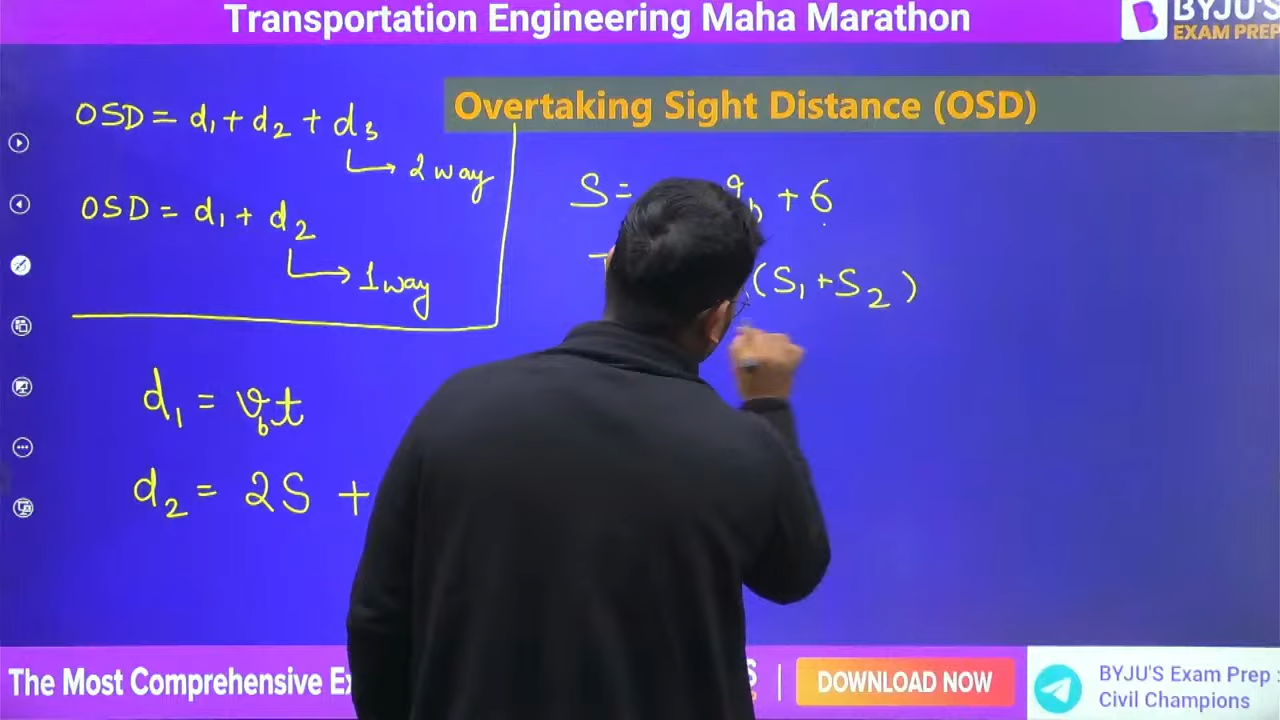 Transportation Engineering Maha Marathon
BYJU'S
EXAM PREP
Overtaking Sight Distance (OSD)
OSD = d₁ + d₂ + d₃
→ 2 way
OSD = d₁ + d₂
→ 1 way
d₁ = v_b t
d₂ = 2S +
S = + 6
(S₁ + S₂)
The Most Comprehensive
DOWNLOAD NOW
BYJU'S Exam Prep :
Civil Champions